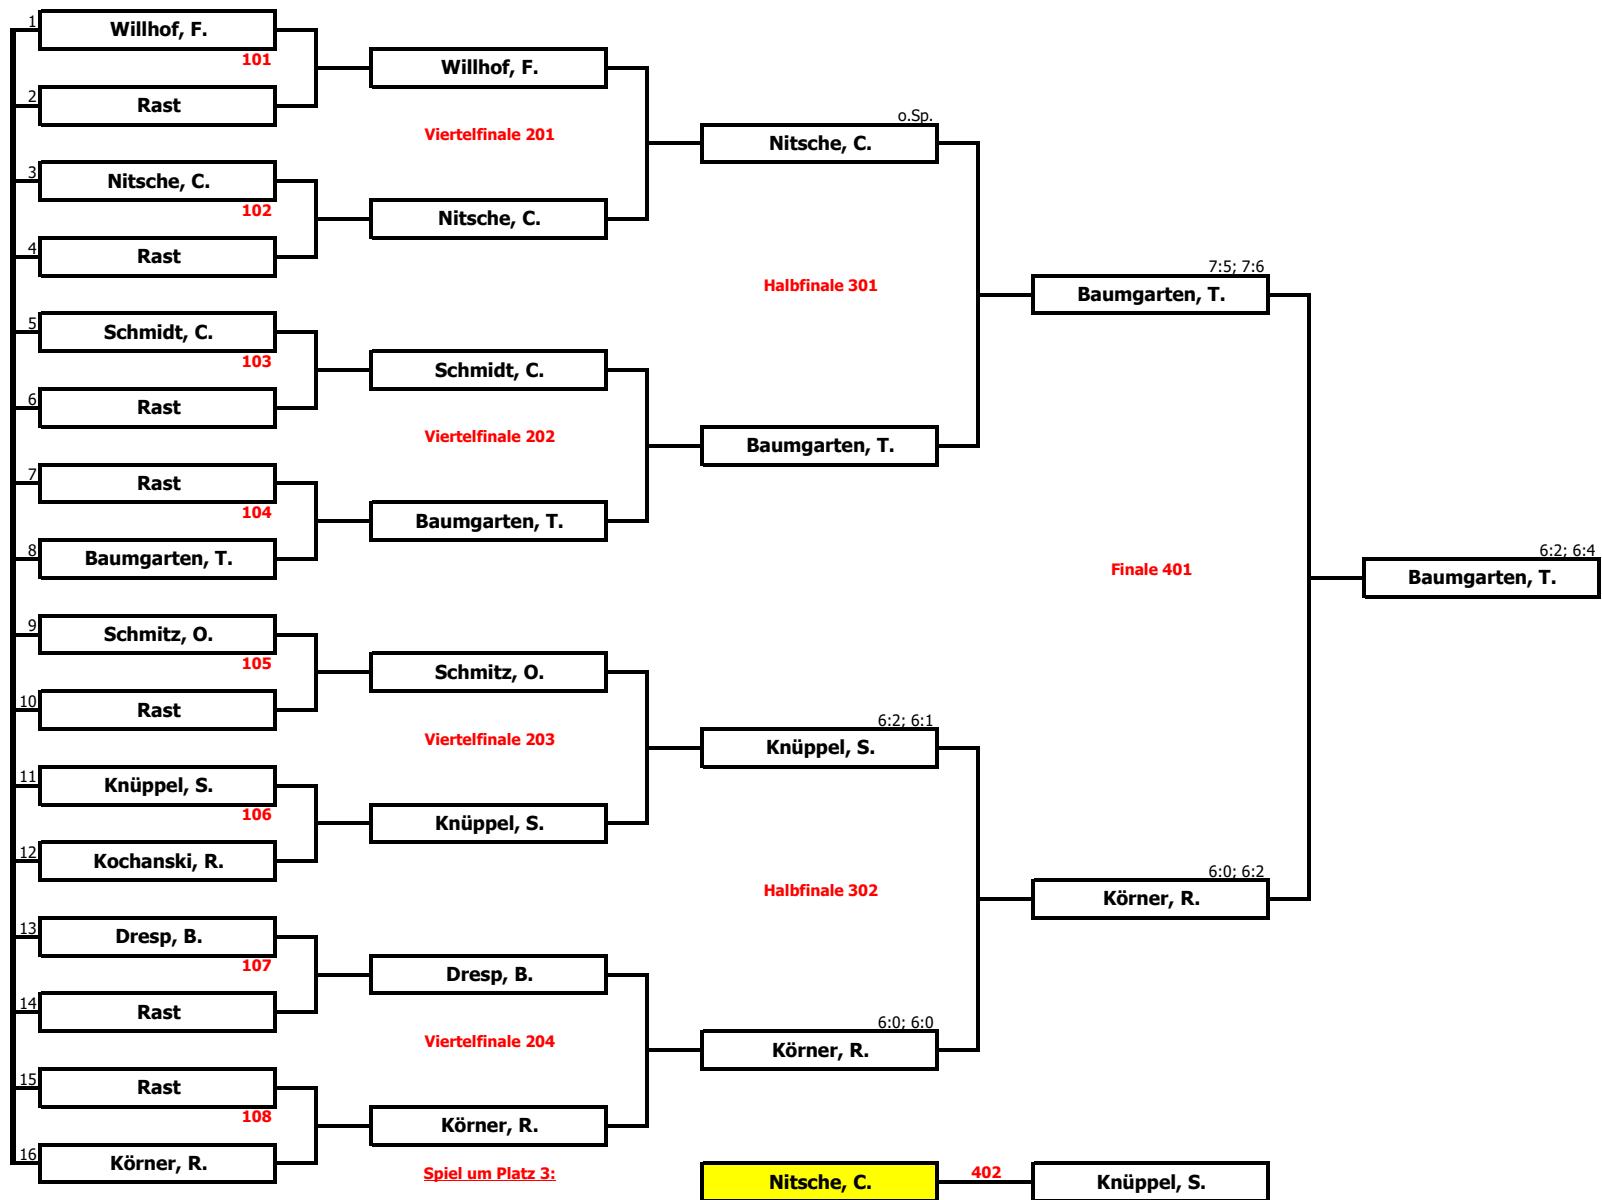 1
Willhof, F.
101
2
Rast
3
Nitsche, C.
102
4
Rast
5
Schmidt, C.
103
6
Rast
7
Rast
104
8
Baumgarten, T.
9
Schmitz, O.
105
10
Rast
11
Knüppel, S.
106
12
Kochanski, R.
13
Dresp, B.
107
14
Rast
15
Rast
108
16
Körner, R.
Willhof, F.
Viertelfinale 201
Nitsche, C.
Schmidt, C.
Viertelfinale 202
Baumgarten, T.
Schmitz, O.
Viertelfinale 203
Knüppel, S.
Dresp, B.
Viertelfinale 204
Körner, R.
o.Sp.
Nitsche, C.
Halbfinale 301
Baumgarten, T.
6:2; 6:1
Knüppel, S.
Halbfinale 302
6:0; 6:0
Körner, R.
7:5; 7:6
Baumgarten, T.
Finale 401
6:0; 6:2
Körner, R.
6:2; 6:4
Baumgarten, T.
Spiel um Platz 3:
Nitsche, C.
402
Knüppel, S.